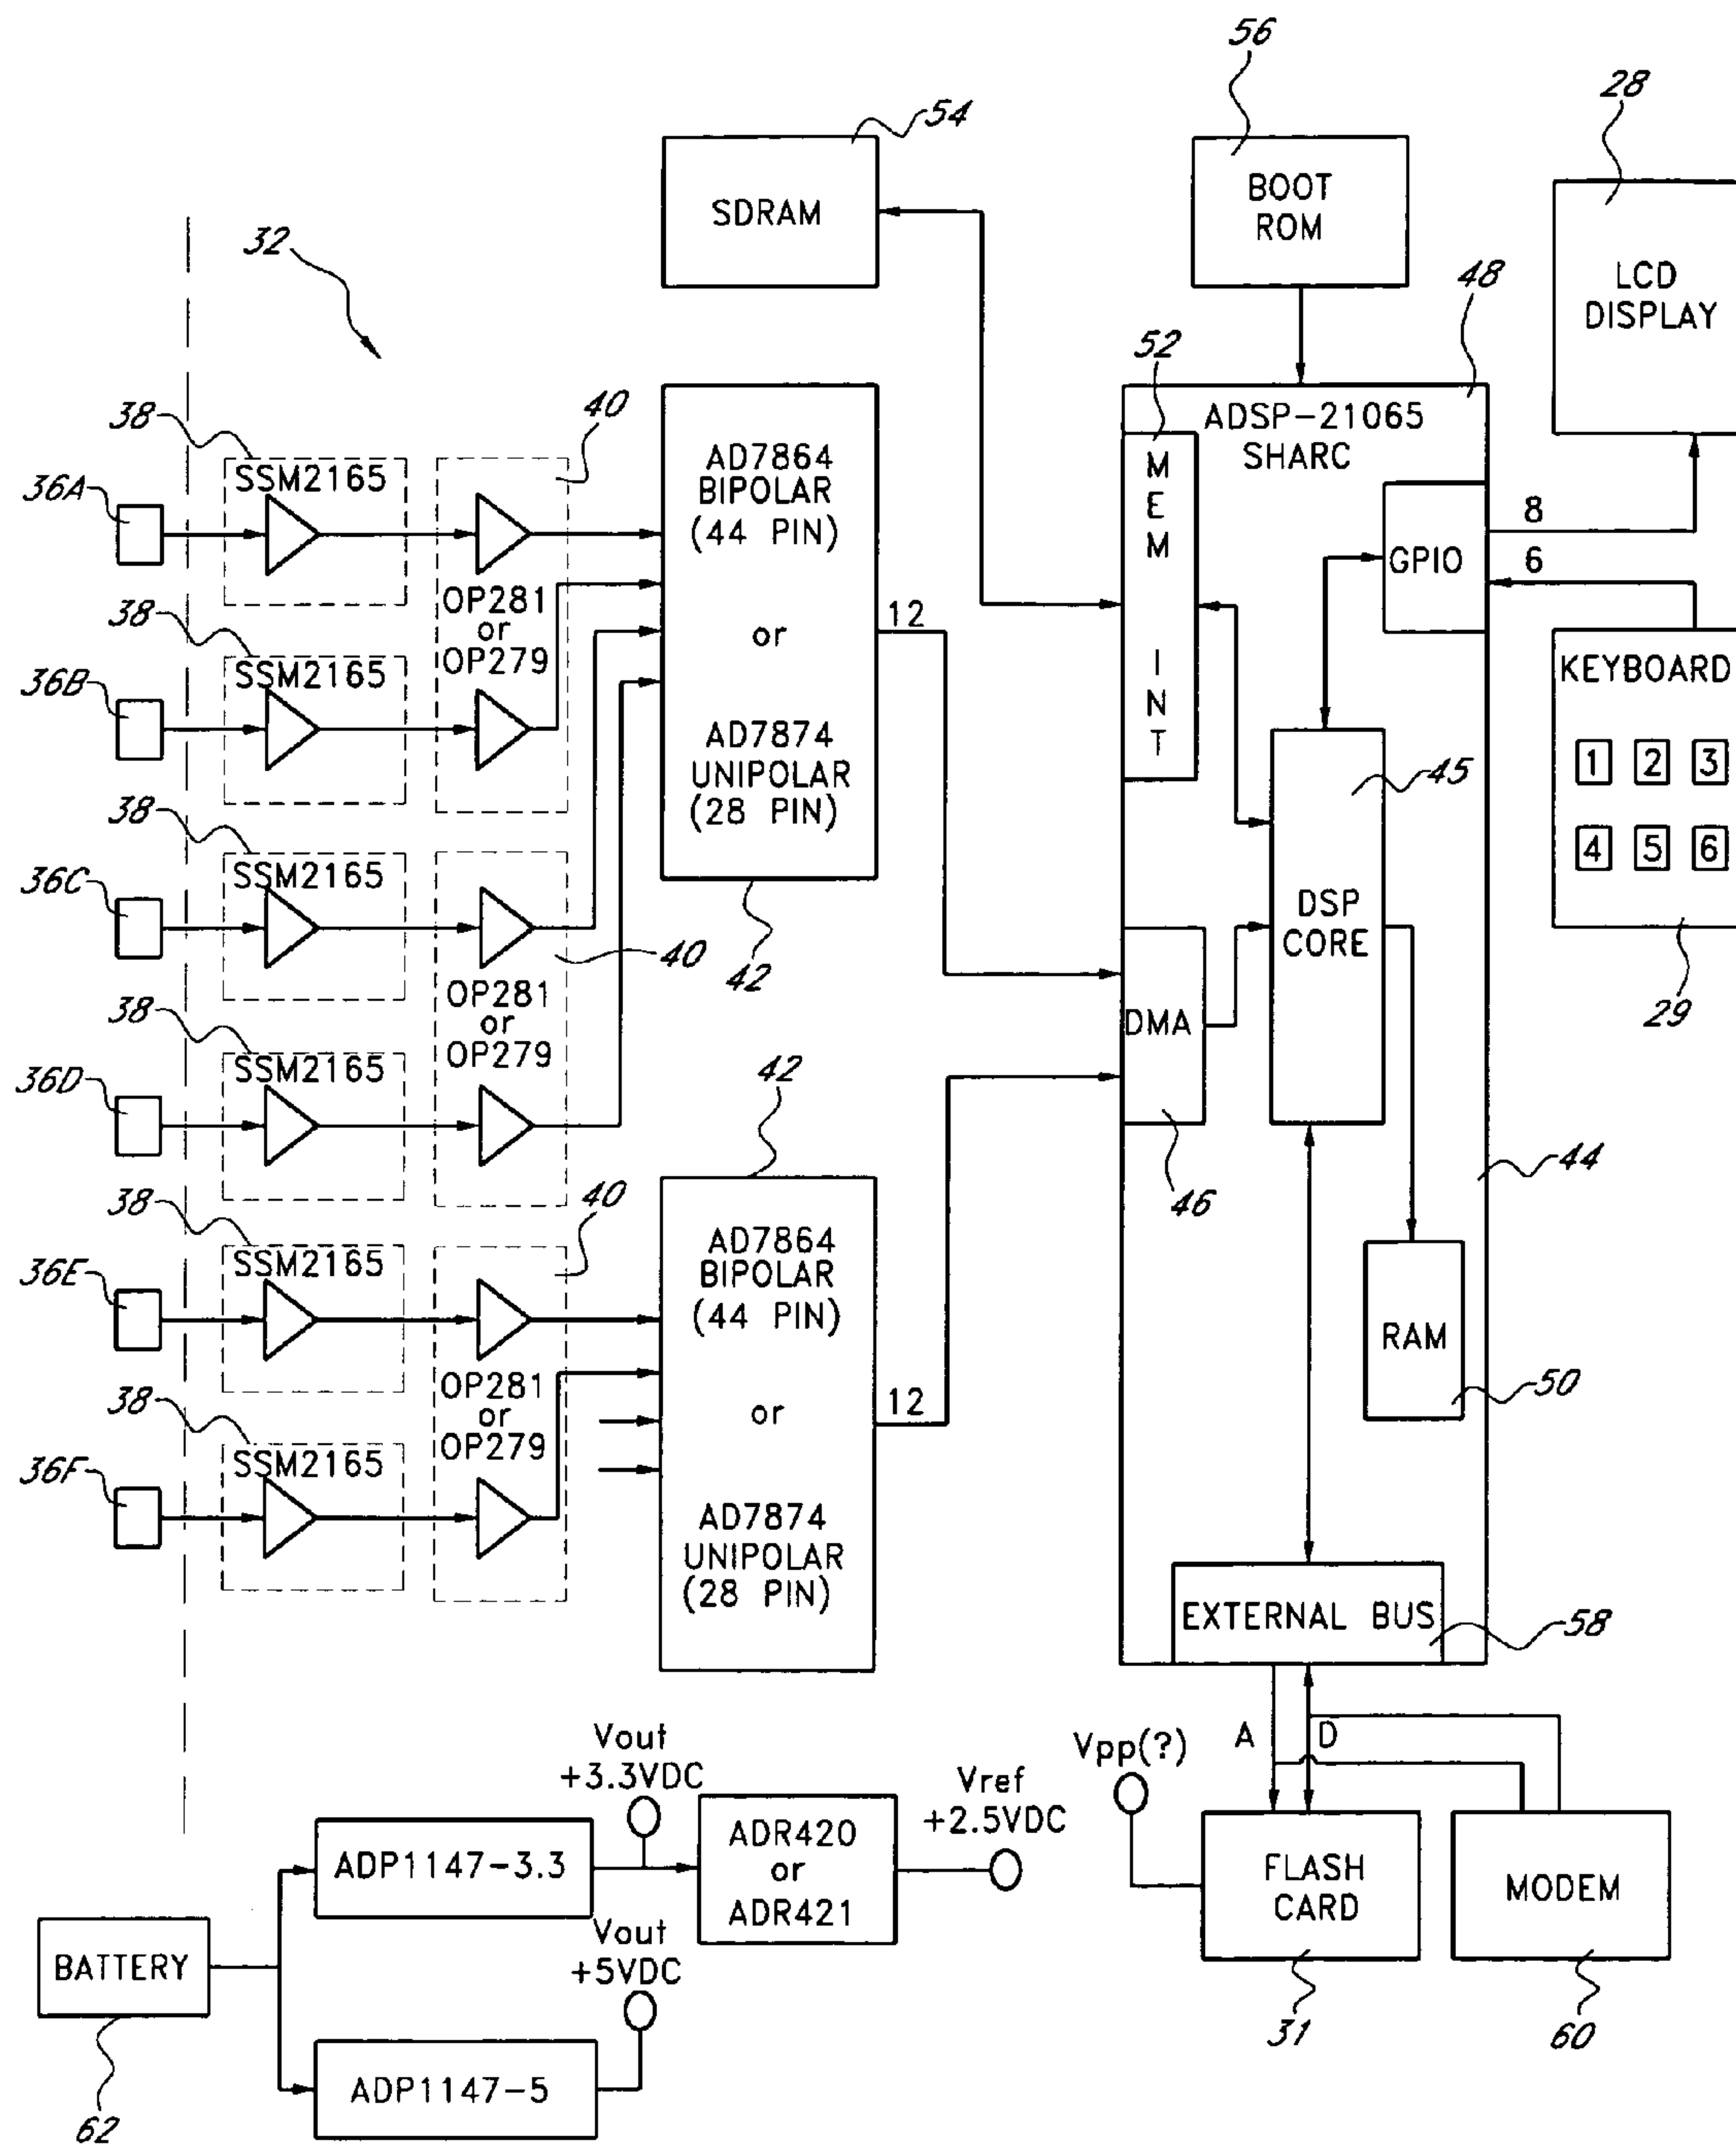 56
28
54
BOOT
ROM
SDRAM
LCD
DISPLAY
32
48
52
ADSP-21065
SHARC
38
40
SSM2165
36A
AD7864
BIPOLAR
(44 PIN)
M
E
M
I
N
T
GPIO
8
6
OP281
or
OP279
38
SSM2165
36B
or
12
KEYBOARD
AD7874
UNIPOLAR
(28 PIN)
1 2 3
4 5 6
45
38
SSM2165
36C
40
42
DSP
CORE
29
OP281
or
OP279
DMA
38
SSM2165
36D
42
46
44
38
SSM2165
36E
40
AD7864
BIPOLAR
(44 PIN)
RAM
50
OP281
or
OP279
or
12
38
SSM2165
36F
AD7874
UNIPOLAR
(28 PIN)
EXTERNAL BUS
58
A
D
Vpp(?)
Vout
+3.3VDC
Vref
+2.5VDC
ADP1147-3.3
ADR420
or
ADR421
FLASH
CARD
MODEM
BATTERY
Vout
+5VDC
31
60
ADP1147-5
62